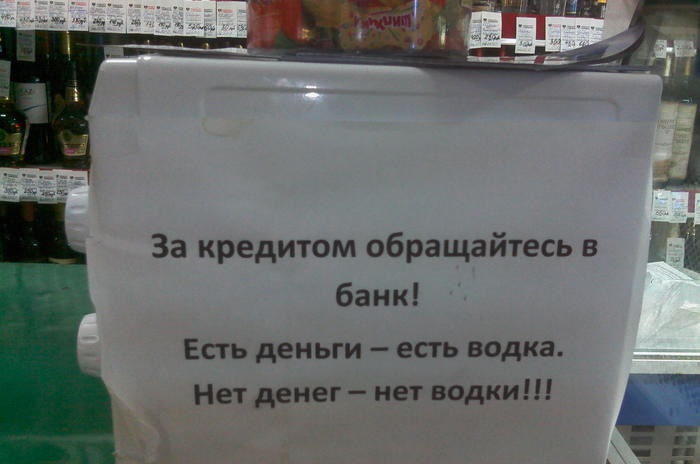 За кредитом обращайтесь в
банк!
Есть деньги – есть водка.
Нет денег – нет водки!!!